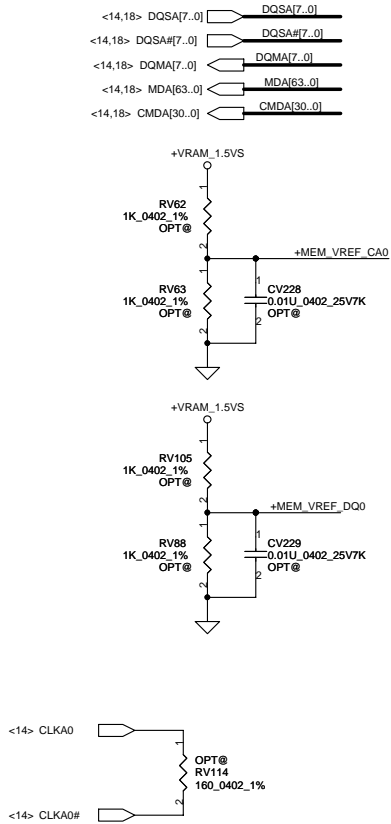 <14,18> DQSA[7..0] DQSA[7..0]
<14,18> DQSA#[7..0] DQSA#[7..0]
<14,18> DQMA[7..0] DQMA[7..0]
<14,18> MDA[63..0] MDA[63..0]
<14,18> CMDA[30..0] CMDA[30..0]
+VRAM_1.5VS
1
RV62
1K_0402_1%
OPT@
2
+MEM_VREF_CA0
1
RV63
1K_0402_1%
OPT@
2
1
CV228
0.01U_0402_25V7K
OPT@
2
+VRAM_1.5VS
1
RV105
1K_0402_1%
OPT@
2
+MEM_VREF_DQ0
1
RV88
1K_0402_1%
OPT@
2
1
CV229
0.01U_0402_25V7K
OPT@
2
<14> CLKA0
1
OPT@
RV114
160_0402_1%
2
<14> CLKA0#